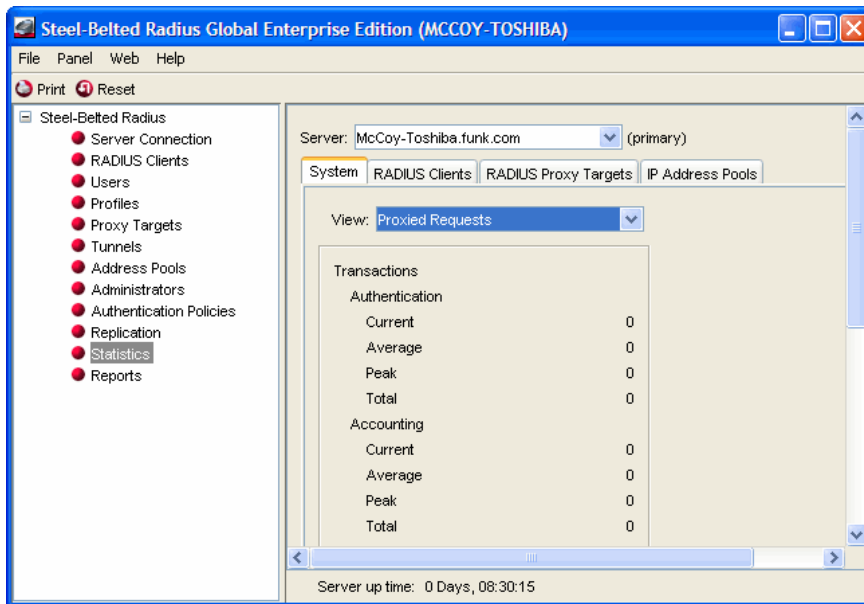 Steel-Belted Radius Global Enterprise Edition (MCCOY-TOSHIBA)
File Panel Web Help
Print Reset
Steel-Belted Radius
Server Connection
RADIUS Clients
Users
Profiles
Proxy Targets
Tunnels
Address Pools
Administrators
Authentication Policies
Replication
Statistics
Reports
Server: McCoy-Toshiba.funk.com (primary)
System RADIUS Clients RADIUS Proxy Targets IP Address Pools
View: Proxied Requests
Transactions
Authentication
Current 0
Average 0
Peak 0
Total 0
Accounting
Current 0
Average 0
Peak 0
Total 0
Server up time: 0 Days, 08:30:15